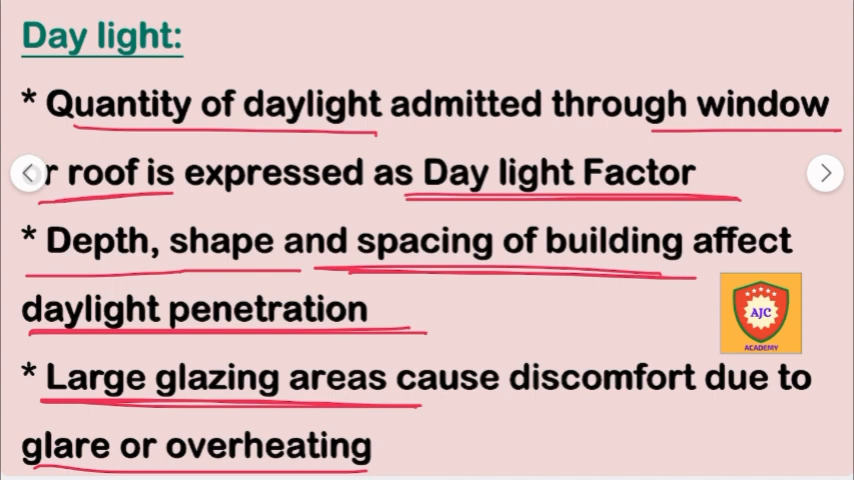 Day light:
* Quantity of daylight admitted through window
r roof is expressed as Day light Factor
* Depth, shape and spacing of building affect
daylight penetration
* Large glazing areas cause discomfort due to
glare or overheating
AJC
ACADEMY